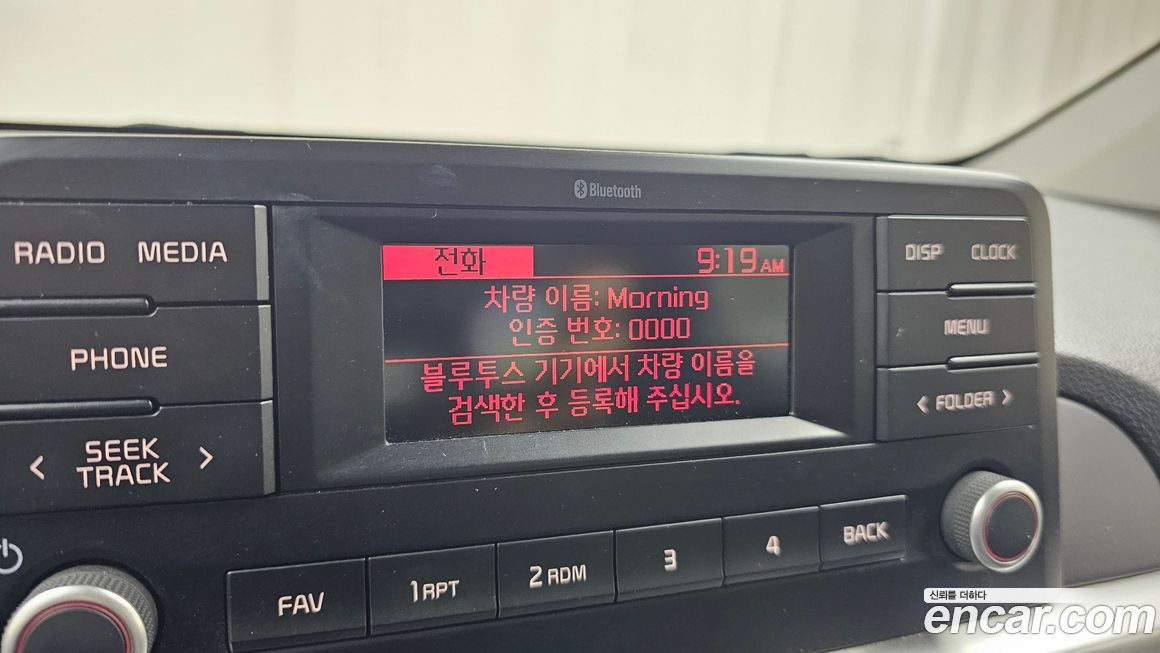 Bluetooth
RADIO MEDIA
PHONE
< SEEK TRACK >
전화 9:19 AM
차량 이름: Morning
인증 번호: 0000
블루투스 기기에서 차량 이름을
검색한 후 등록해 주십시오.
DISP CLOCK
MENU
< FOLDER >
FAV 1 RPT 2 RDM 3 4 BACK
신뢰를 더하다
encar.com